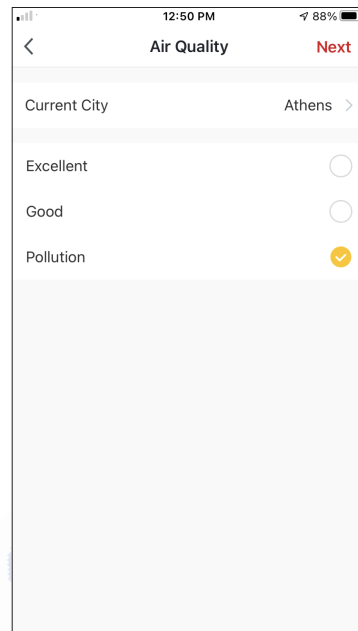 12:50 PM 88%
Air Quality Next
Current City Athens
Excellent
Good
Pollution